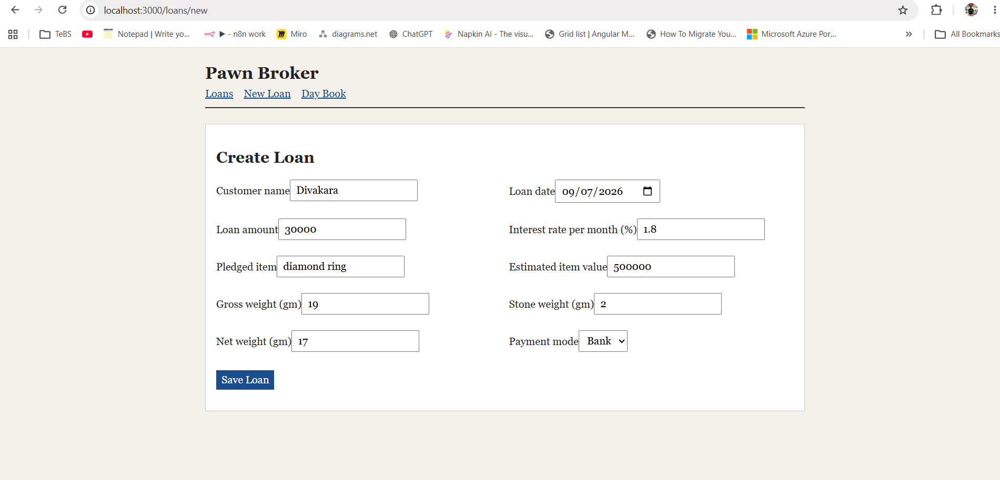 localhost:3000/loans/new
TeBS Notepad | Write yo... - n8n work Miro diagrams.net ChatGPT Napkin AI - The visu... Grid list | Angular M... How To Migrate You... Microsoft Azure Por... » All Bookmarks
Pawn Broker
Loans New Loan Day Book
Create Loan
Customer name Divakara Loan date 09/07/2026
Loan amount 30000 Interest rate per month (%) 1.8
Pledged item diamond ring Estimated item value 500000
Gross weight (gm) 19 Stone weight (gm) 2
Net weight (gm) 17 Payment mode Bank
Save Loan